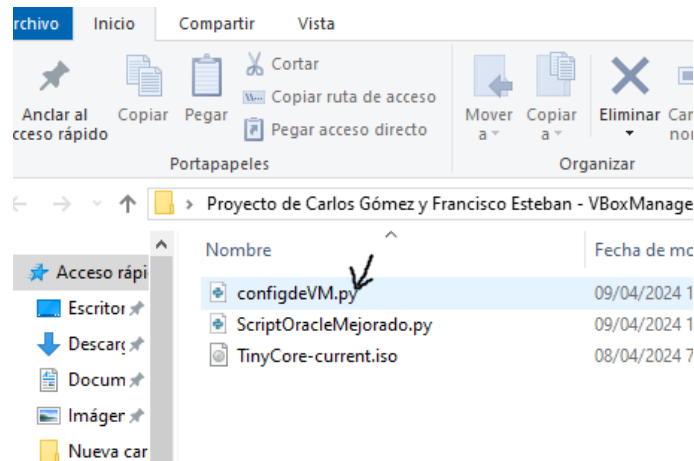 rchivo Inicio Compartir Vista
Anclar al
cceso rápido
Copiar
Pegar
Cortar
Copiar ruta de acceso
Pegar acceso directo
Portapapeles
Mover
a
Copiar
a
Eliminar
Car
nor
Organizar
Proyecto de Carlos Gómez y Francisco Esteban - VBoxManage
Nombre Fecha de mo
Acceso rápi
Escritor
Descarg
Docum
Imáger
Nueva car
configdeVM.py 09/04/2024 1
ScriptOracleMejorado.py 09/04/2024 1
TinyCore-current.iso 08/04/2024 7